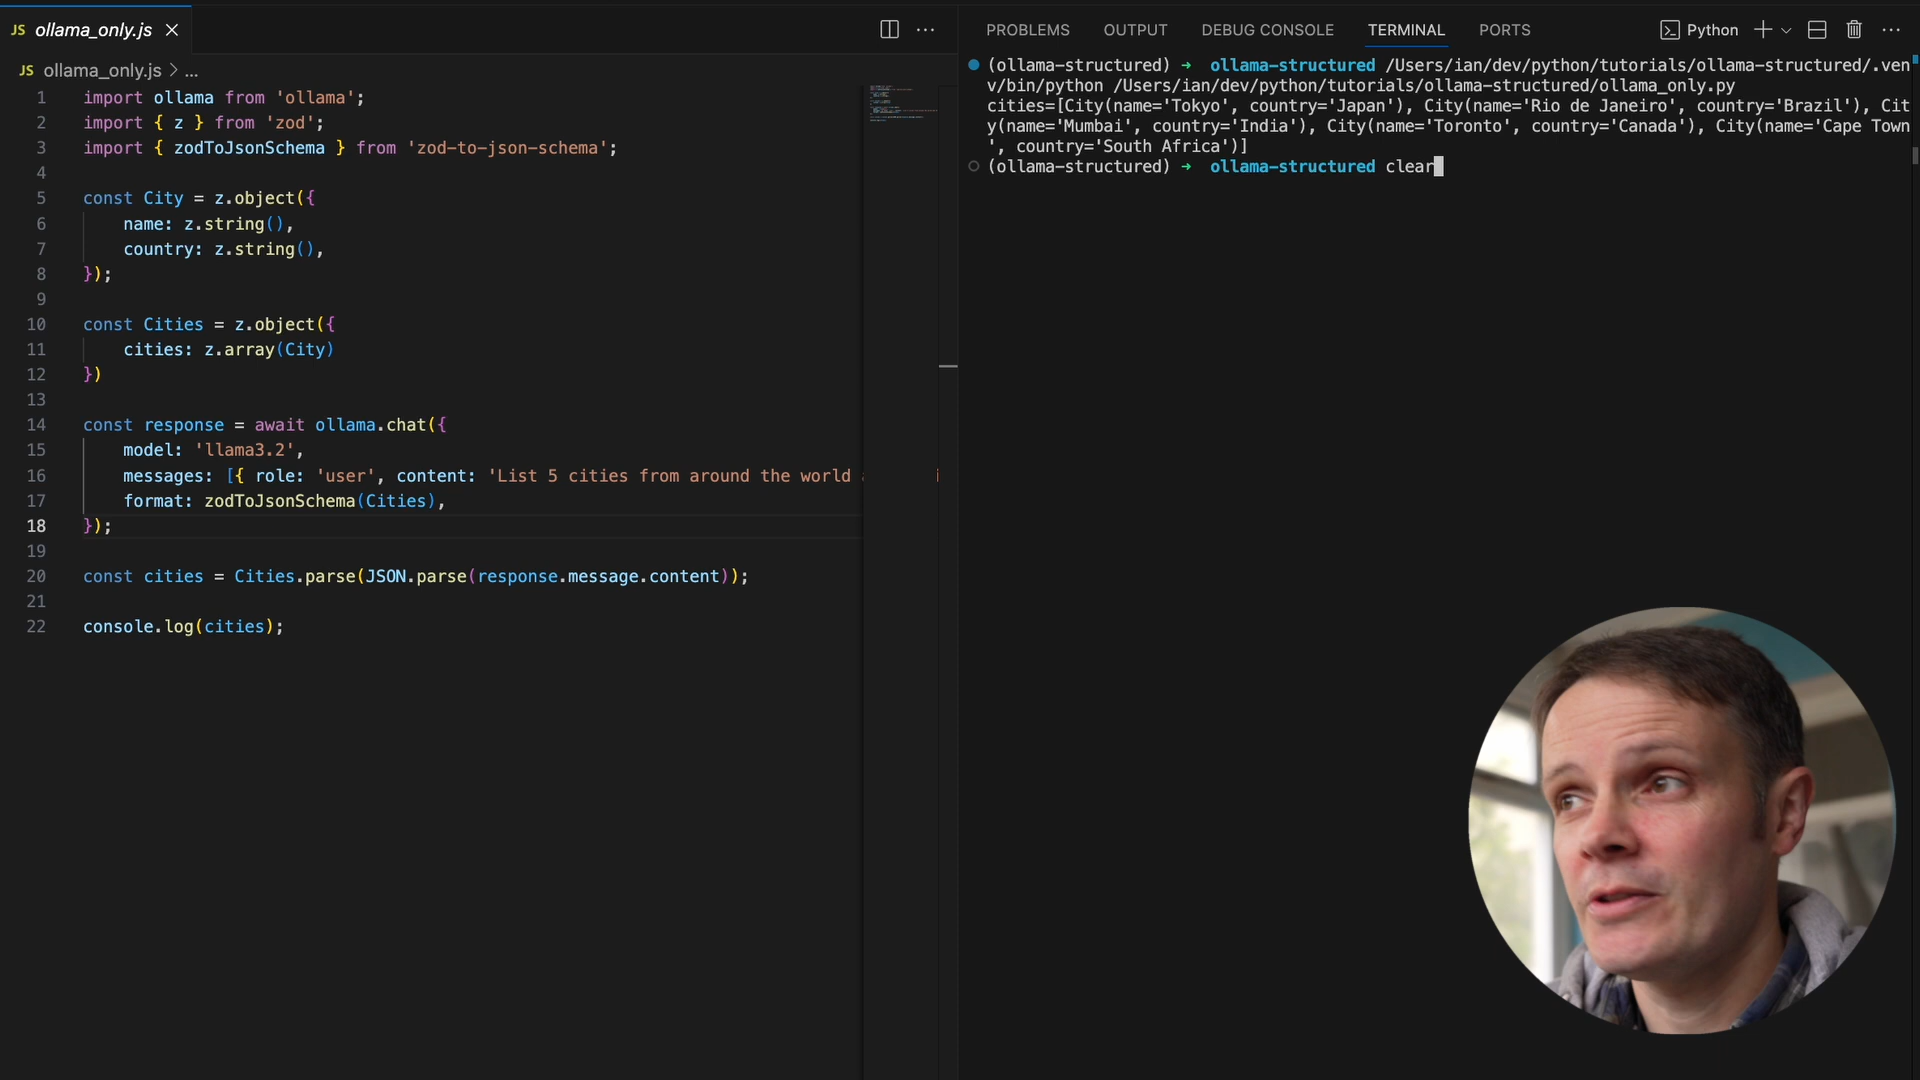 JS ollama_only.js
JS ollama_only.js > ...
1 import ollama from 'ollama';
2 import { z } from 'zod';
3 import { zodToJsonSchema } from 'zod-to-json-schema';
4
5 const City = z.object({
6 name: z.string(),
7 country: z.string(),
8 });
9
10 const Cities = z.object({
11 cities: z.array(City)
12 })
13
14 const response = await ollama.chat({
15 model: 'llama3.2',
16 messages: [{ role: 'user', content: 'List 5 cities from around the world
17 format: zodToJsonSchema(Cities),
18 });
19
20 const cities = Cities.parse(JSON.parse(response.message.content));
21
22 console.log(cities);
PROBLEMS OUTPUT DEBUG CONSOLE TERMINAL PORTS Python
(ollama-structured) → ollama-structured /Users/ian/dev/python/tutorials/ollama-structured/.ven
v/bin/python /Users/ian/dev/python/tutorials/ollama-structured/ollama_only.py
cities=[City(name='Tokyo', country='Japan'), City(name='Rio de Janeiro', country='Brazil'), Cit
y(name='Mumbai', country='India'), City(name='Toronto', country='Canada'), City(name='Cape Town
', country='South Africa')]
(ollama-structured) → ollama-structured clear